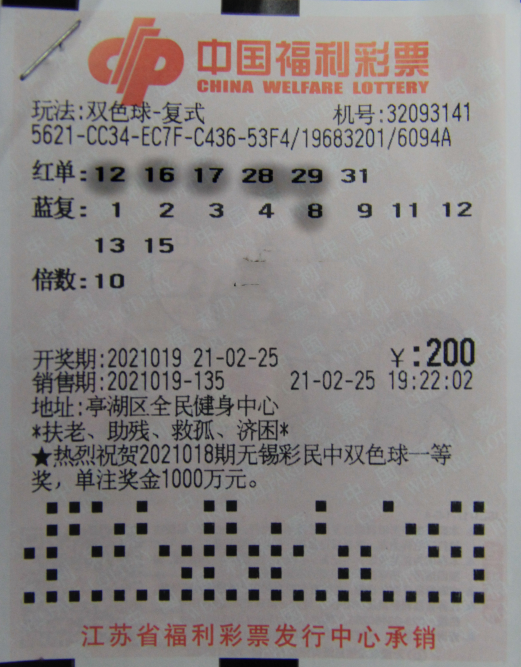 中国福利彩票
CHINA WELFARE LOTTERY
玩法:双色球-复式 机号:32093141
5621-CC34-EC7F-C436-53F4/19683201/6094A
红单: 12 16 17 28 29 31
蓝复: 1 2 3 4 8 9 11 12
13 15
倍数: 10
开奖期:2021019 21-02-25 ¥:200
销售期:2021019-135 21-02-25 19:22:02
地址:亭湖区全民健身中心
*扶老、助残、救孤、济困*
★热烈祝贺2021018期无锡彩民中双色球一等
奖,单注奖金1000万元。
江苏省福利彩票发行中心承销